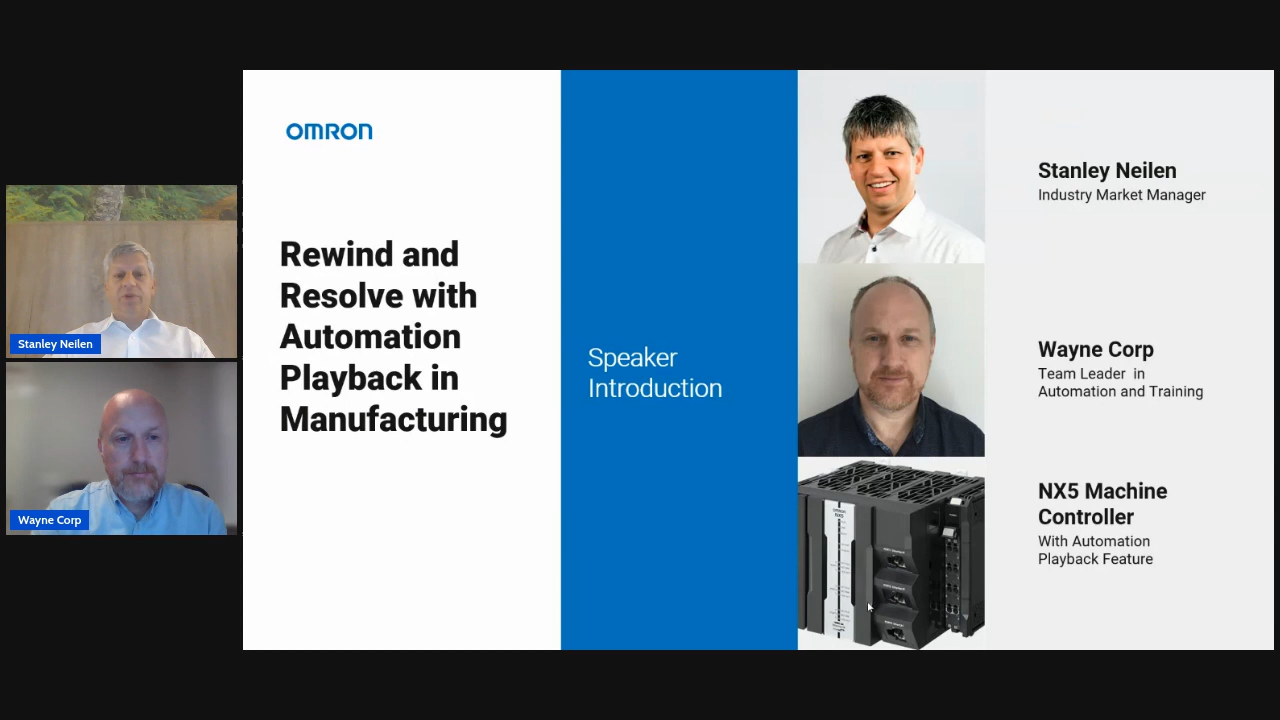 OMRON
Rewind and
Resolve with
Automation
Playback in
Manufacturing
Speaker
Introduction
Stanley Neilen
Industry Market Manager
Wayne Corp
Team Leader in
Automation and Training
NX5 Machine
Controller
With Automation
Playback Feature
Stanley Neilen
Wayne Corp